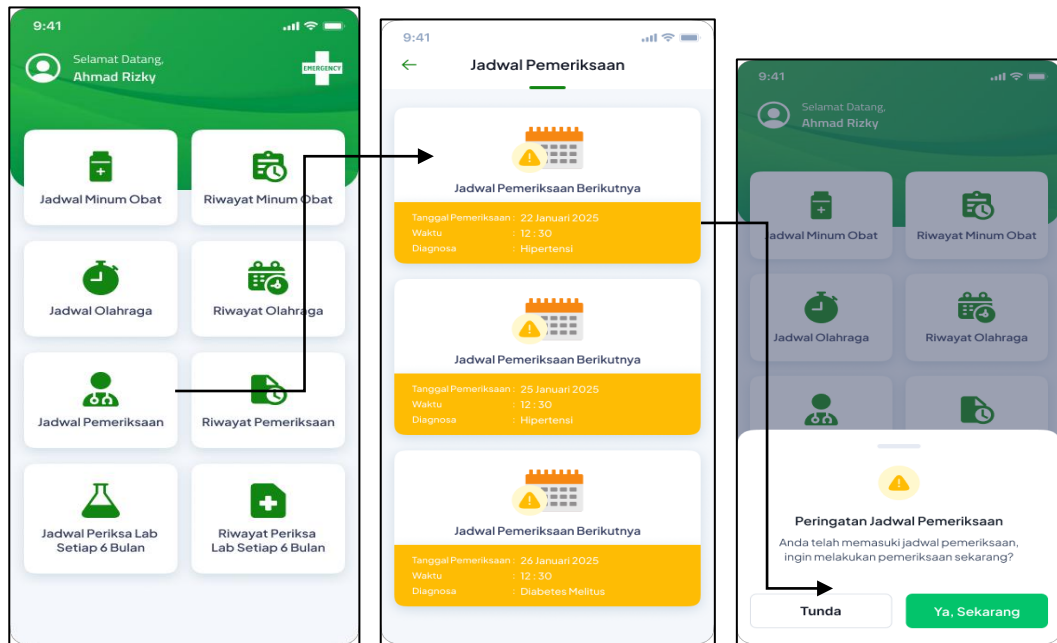 9:41
Selamat Datang,
Ahmad Rizky
EMERGENCY
Jadwal Minum Obat
Riwayat Minum Obat
Jadwal Olahraga
Riwayat Olahraga
Jadwal Pemeriksaan
Riwayat Pemeriksaan
Jadwal Periksa Lab
Setiap 6 Bulan
Riwayat Periksa
Lab Setiap 6 Bulan
9:41
Jadwal Pemeriksaan
Jadwal Pemeriksaan Berikutnya
Tanggal Pemeriksaan : 22 Januari 2025
Waktu : 12 : 30
Diagnosa : Hipertensi
Jadwal Pemeriksaan Berikutnya
Tanggal Pemeriksaan : 25 Januari 2025
Waktu : 12 : 30
Diagnosa : Hipertensi
Jadwal Pemeriksaan Berikutnya
Tanggal Pemeriksaan : 26 Januari 2025
Waktu : 12 : 30
Diagnosa : Diabetes Melitus
9:41
Selamat Datang,
Ahmad Rizky
Jadwal Minum Obat
Riwayat Minum Obat
Jadwal Olahraga
Riwayat Olahraga
Peringatan Jadwal Pemeriksaan
Anda telah memasuki jadwal pemeriksaan,
ingin melakukan pemeriksaan sekarang?
Tunda
Ya, Sekarang
Jadwal Pemeriksaan
Riwayat Pemeriksaan